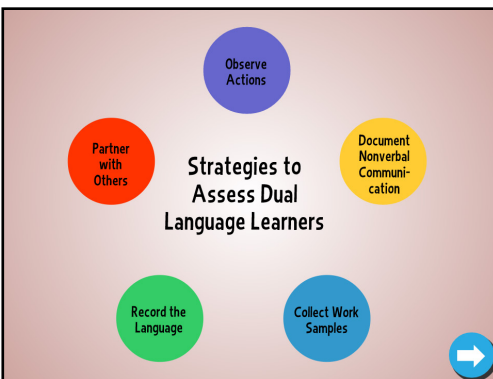 Observe
Actions
Partner
with
Others
Document
Nonverbal
Communi-
cation
Strategies to
Assess Dual
Language Learners
Record the
Language
Collect Work
Samples